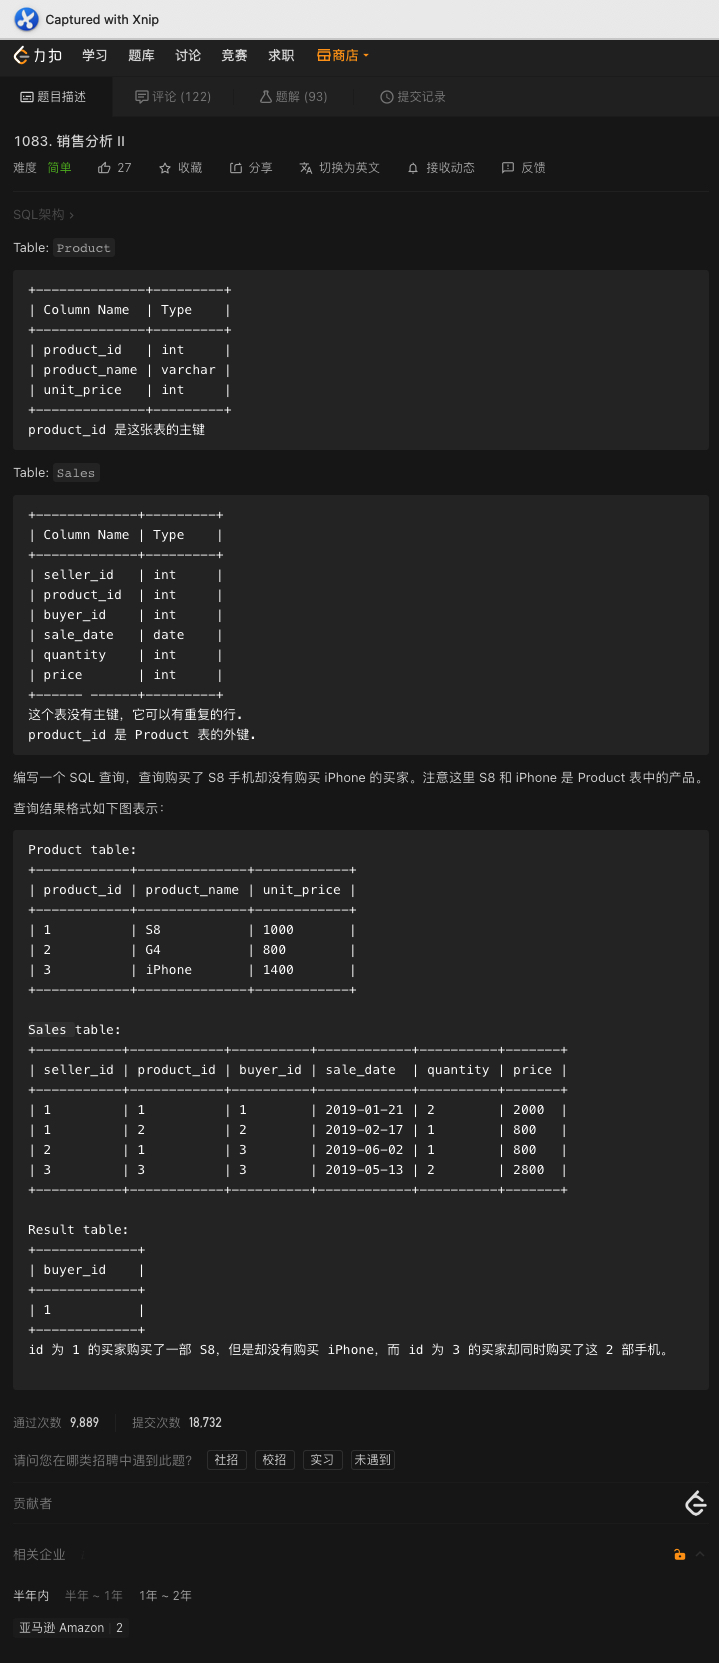 Captured with Xnip
力扣 学习 题库 讨论 竞赛 求职 商店
题目描述 评论 (122) 题解 (93) 提交记录
1083. 销售分析 II
难度 简单 27 收藏 分享 切换为英文 接收动态 反馈
SQL架构 >
Table: Product
+--------------+---------+
| Column Name  | Type    |
+--------------+---------+
| product_id   | int     |
| product_name | varchar |
| unit_price   | int     |
+--------------+---------+
product_id 是这张表的主键
Table: Sales
+-------------+---------+
| Column Name | Type    |
+-------------+---------+
| seller_id   | int     |
| product_id  | int     |
| buyer_id    | int     |
| sale_date   | date    |
| quantity    | int     |
| price       | int     |
+------ ------+---------+
这个表没有主键，它可以有重复的行.
product_id 是 Product 表的外键.
编写一个 SQL 查询，查询购买了 S8 手机却没有购买 iPhone 的买家。注意这里 S8 和 iPhone 是 Product 表中的产品。
查询结果格式如下图表示：
Product table:
+------------+--------------+------------+
| product_id | product_name | unit_price |
+------------+--------------+------------+
| 1          | S8           | 1000       |
| 2          | G4           | 800        |
| 3          | iPhone       | 1400       |
+------------+--------------+------------+
Sales table:
+-----------+------------+----------+------------+----------+-------+
| seller_id | product_id | buyer_id | sale_date  | quantity | price |
+-----------+------------+----------+------------+----------+-------+
| 1         | 1          | 1        | 2019-01-21 | 2        | 2000  |
| 1         | 2          | 2        | 2019-02-17 | 1        | 800   |
| 2         | 1          | 3        | 2019-06-02 | 1        | 800   |
| 3         | 3          | 3        | 2019-05-13 | 2        | 2800  |
+-----------+------------+----------+------------+----------+-------+
Result table:
+-------------+
| buyer_id    |
+-------------+
| 1           |
+-------------+
id 为 1 的买家购买了一部 S8，但是却没有购买 iPhone，而 id 为 3 的买家却同时购买了这 2 部手机。
通过次数 9,889 提交次数 18,732
请问您在哪类招聘中遇到此题？ 社招 校招 实习 未遇到
贡献者
相关企业
半年内 半年 ~ 1年 1年 ~ 2年
亚马逊 Amazon | 2